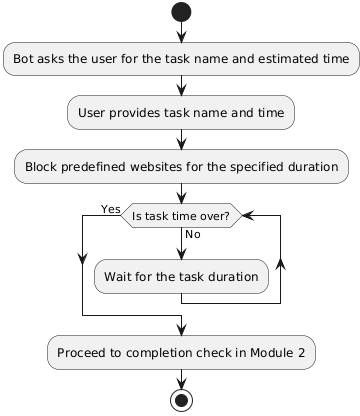 Bot asks the user for the task name and estimated time
User provides task name and time
Block predefined websites for the specified duration
Yes
Is task time over?
No
Wait for the task duration
Proceed to completion check in Module 2